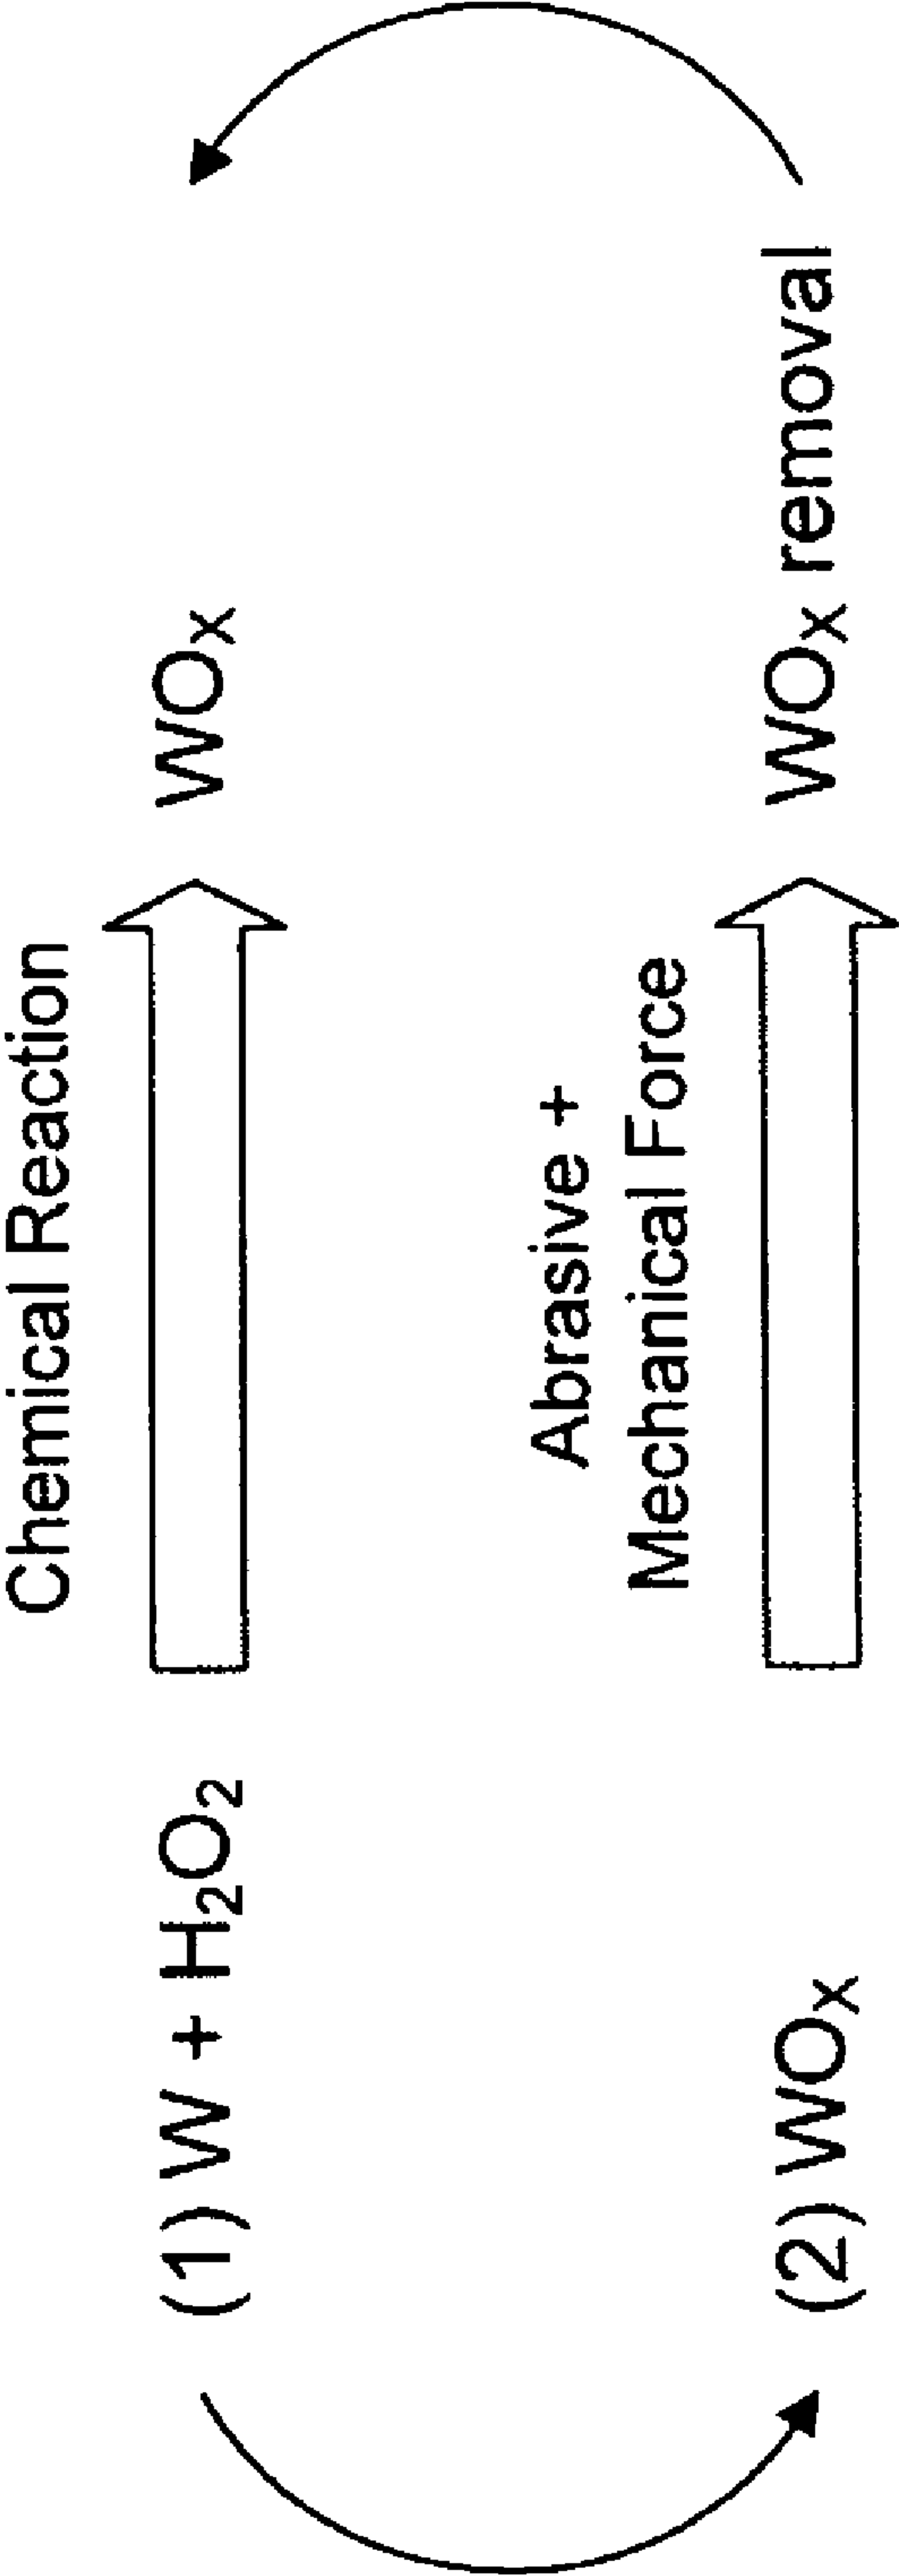 Chemical Reaction
(1) W + H₂O₂
WOₓ
Abrasive +
Mechanical Force
(2) WOₓ
WOₓ removal